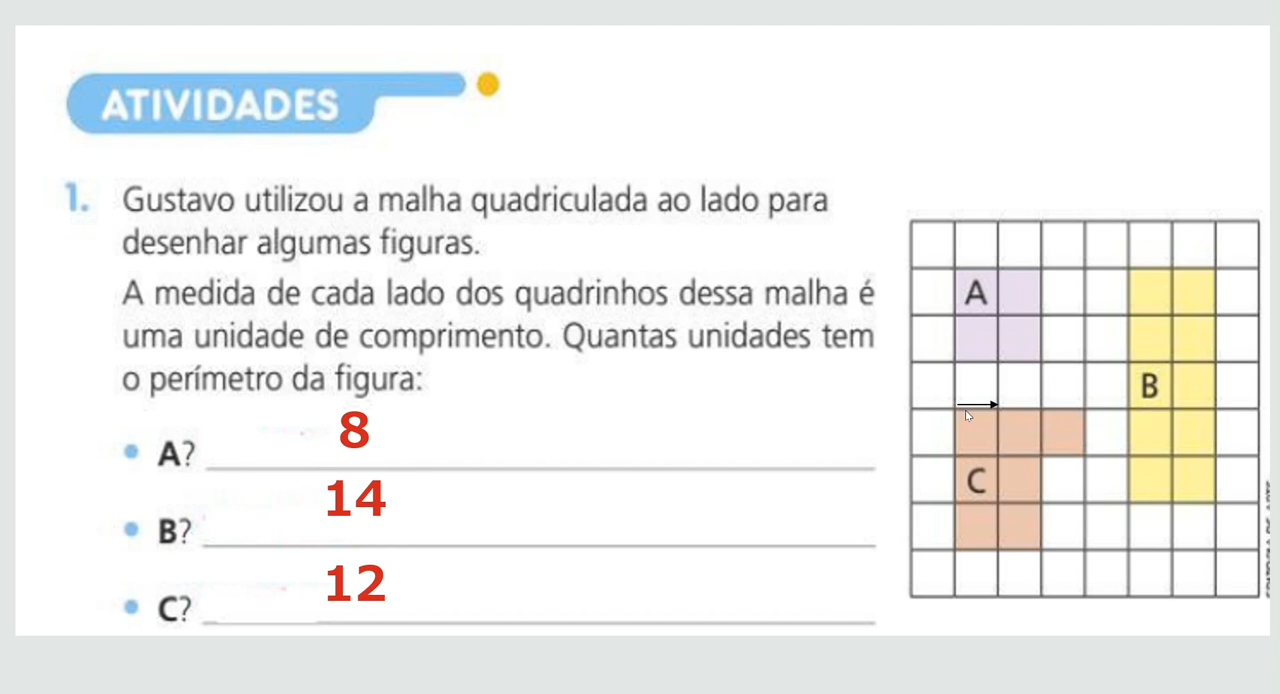 ATIVIDADES
1. Gustavo utilizou a malha quadriculada ao lado para
desenhar algumas figuras.
A medida de cada lado dos quadrinhos dessa malha é
uma unidade de comprimento. Quantas unidades tem
o perímetro da figura:
• A? 8
• B? 14
• C? 12
A
B
C